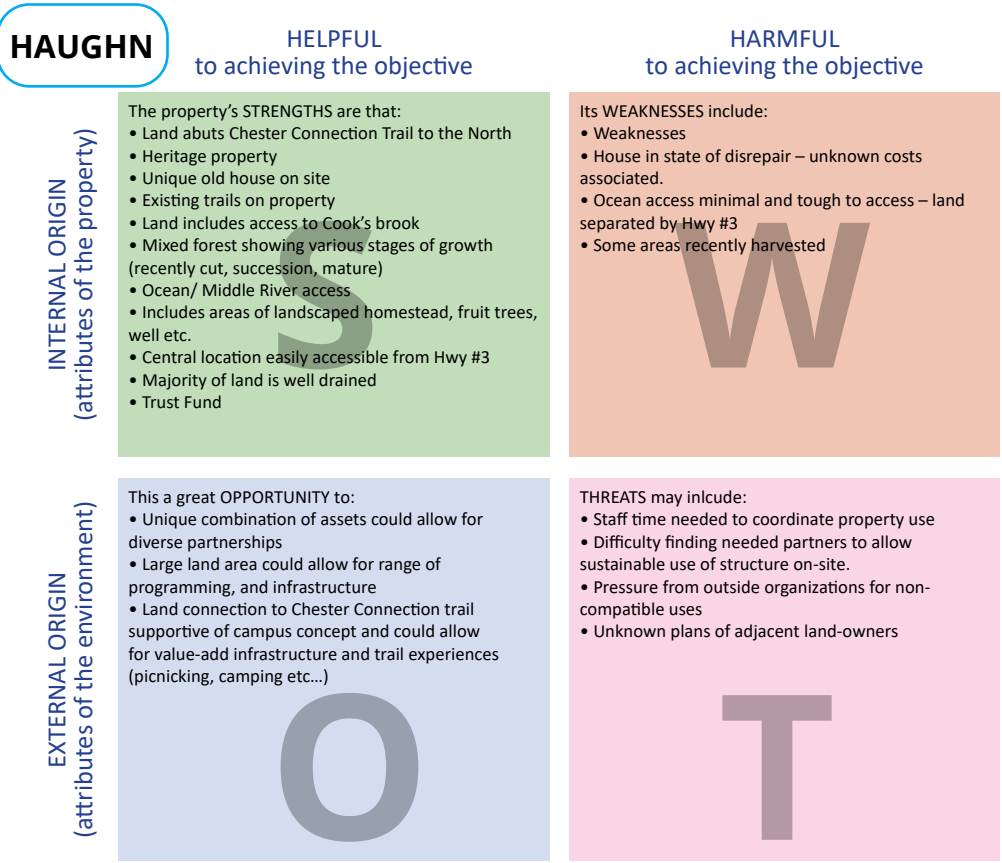 HAUGHN
HELPFUL
to achieving the objective
HARMFUL
to achieving the objective
INTERNAL ORIGIN
(attributes of the property)
The property's STRENGTHS are that:
• Land abuts Chester Connection Trail to the North
• Heritage property
• Unique old house on site
• Existing trails on property
• Land includes access to Cook's brook
• Mixed forest showing various stages of growth
(recently cut, succession, mature)
• Ocean/ Middle River access
• Includes areas of landscaped homestead, fruit trees,
well etc.
• Central location easily accessible from Hwy #3
• Majority of land is well drained
• Trust Fund
S
Its WEAKNESSES include:
• Weaknesses
• House in state of disrepair – unknown costs
associated.
• Ocean access minimal and tough to access – land
separated by Hwy #3
• Some areas recently harvested
W
EXTERNAL ORIGIN
(attributes of the environment)
This a great OPPORTUNITY to:
• Unique combination of assets could allow for
diverse partnerships
• Large land area could allow for range of
programming, and infrastructure
• Land connection to Chester Connection trail
supportive of campus concept and could allow
for value-add infrastructure and trail experiences
(picnicking, camping etc...)
O
THREATS may inlcude:
• Staff time needed to coordinate property use
• Difficulty finding needed partners to allow
sustainable use of structure on-site.
• Pressure from outside organizations for non-
compatible uses
• Unknown plans of adjacent land-owners
T